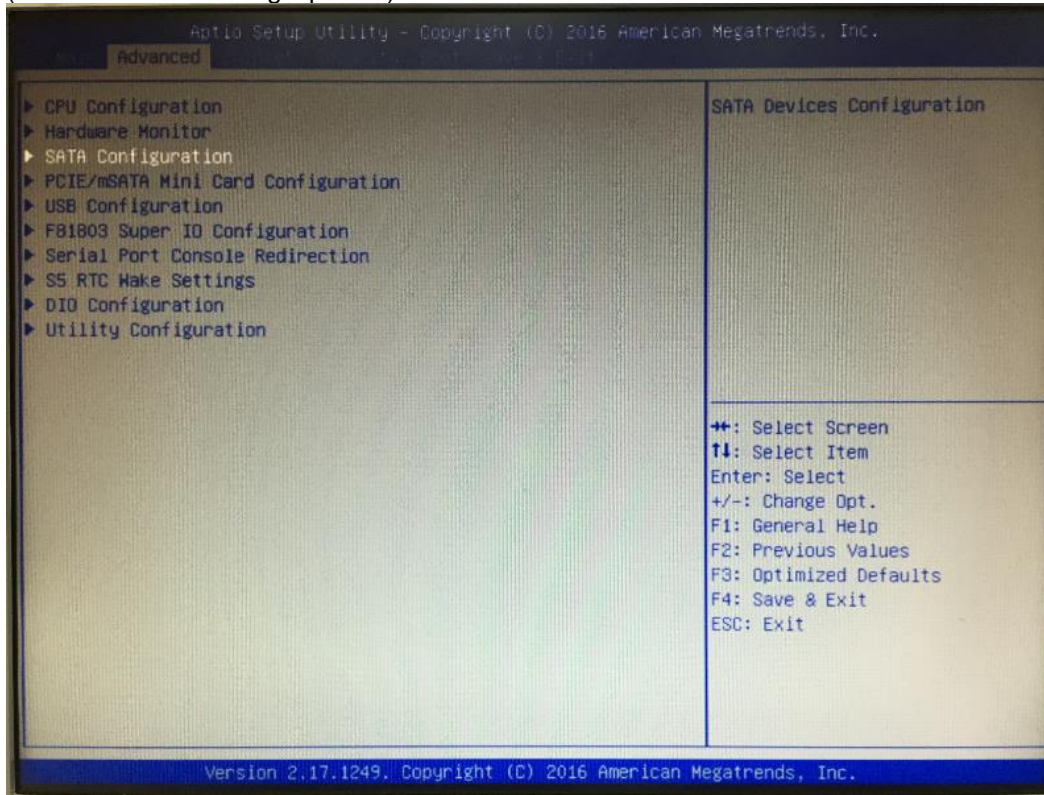 Aptio Setup Utility - Copyright (C) 2016 American Megatrends, Inc.
Advanced
CPU Configuration
Hardware Monitor
SATA Configuration
PCIE/mSATA Mini Card Configuration
USB Configuration
F81803 Super IO Configuration
Serial Port Console Redirection
S5 RTC Wake Settings
DIO Configuration
Utility Configuration
SATA Devices Configuration
→←: Select Screen
↑↓: Select Item
Enter: Select
+/-: Change Opt.
F1: General Help
F2: Previous Values
F3: Optimized Defaults
F4: Save & Exit
ESC: Exit
Version 2.17.1249. Copyright (C) 2016 American Megatrends, Inc.